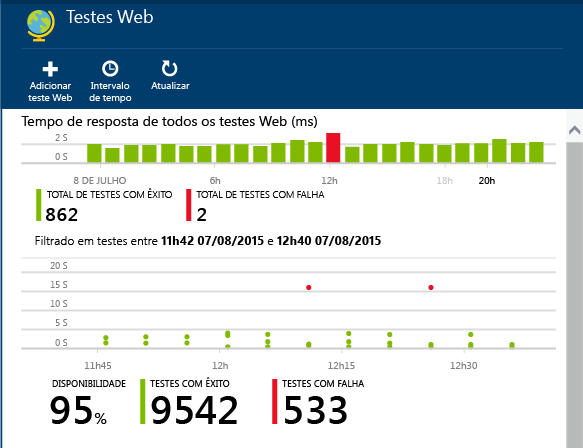 Testes Web
Adicionar
teste Web
Intervalo
de tempo
Atualizar
Tempo de resposta de todos os testes Web (ms)
2 S
0 S
8 DE JULHO 6h 12h 18h 20h
TOTAL DE TESTES COM ÊXITO
862
TOTAL DE TESTES COM FALHA
2
Filtrado em testes entre 11h42 07/08/2015 e 12h40 07/08/2015
20 S
15 S
10 S
5 S
0 S
11h45 12h 12h15 12h30
DISPONIBILIDADE
95%
TESTES COM ÊXITO
9542
TESTES COM FALHA
533